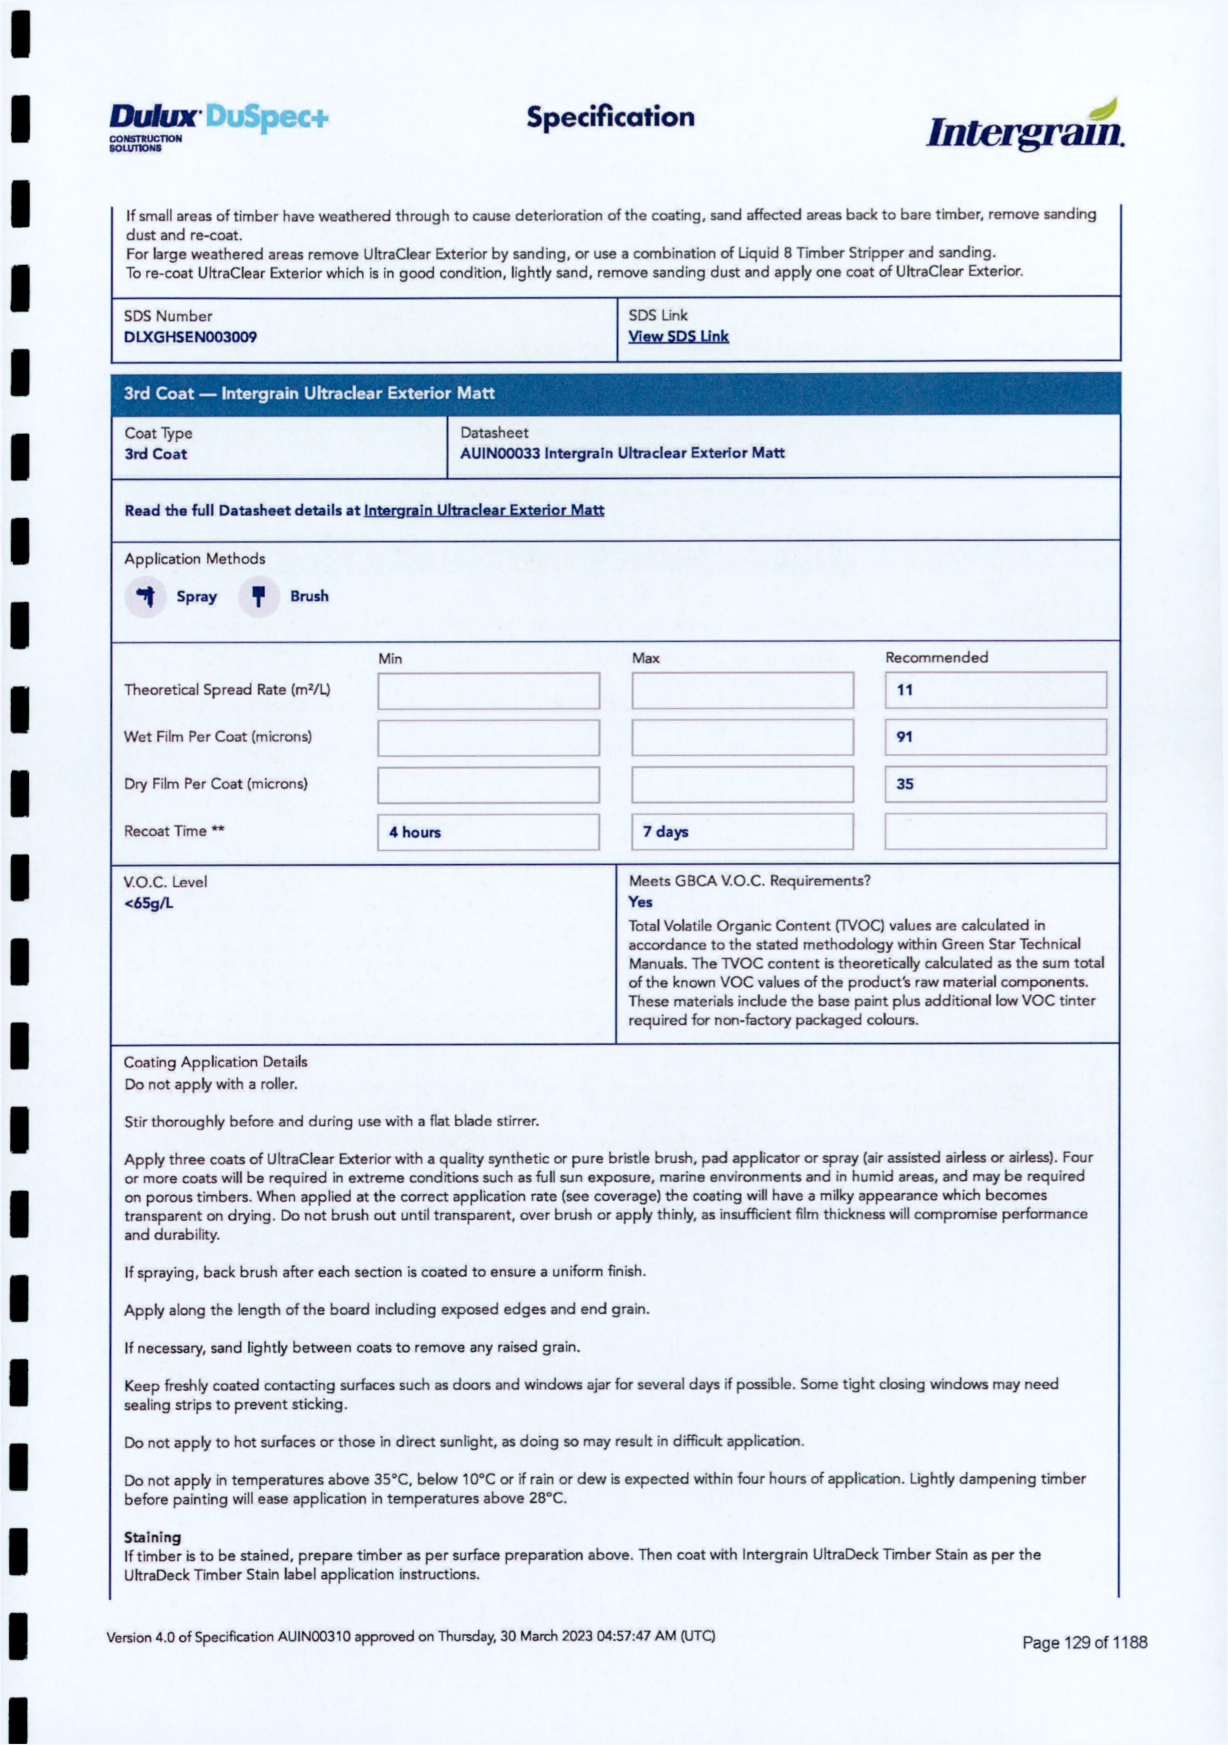 Dulux DuSpec+
CONSTRUCTION
SOLUTIONS
Specification
Intergrain.
If small areas of timber have weathered through to cause deterioration of the coating, sand affected areas back to bare timber, remove sanding
dust and re-coat.
For large weathered areas remove UltraClear Exterior by sanding, or use a combination of Liquid 8 Timber Stripper and sanding.
To re-coat UltraClear Exterior which is in good condition, lightly sand, remove sanding dust and apply one coat of UltraClear Exterior.
SDS Number
DLXGHSEN003009
SDS Link
View SDS Link
3rd Coat — Intergrain Ultraclear Exterior Matt
Coat Type
3rd Coat
Datasheet
AUIN00033 Intergrain Ultraclear Exterior Matt
Read the full Datasheet details at Intergrain Ultraclear Exterior Matt
Application Methods
Spray Brush
Min Max Recommended
Theoretical Spread Rate (m²/L) 11
Wet Film Per Coat (microns) 91
Dry Film Per Coat (microns) 35
Recoat Time ** 4 hours 7 days
V.O.C. Level
<65g/L
Meets GBCA V.O.C. Requirements?
Yes
Total Volatile Organic Content (TVOC) values are calculated in
accordance to the stated methodology within Green Star Technical
Manuals. The TVOC content is theoretically calculated as the sum total
of the known VOC values of the product's raw material components.
These materials include the base paint plus additional low VOC tinter
required for non-factory packaged colours.
Coating Application Details
Do not apply with a roller.
Stir thoroughly before and during use with a flat blade stirrer.
Apply three coats of UltraClear Exterior with a quality synthetic or pure bristle brush, pad applicator or spray (air assisted airless or airless). Four
or more coats will be required in extreme conditions such as full sun exposure, marine environments and in humid areas, and may be required
on porous timbers. When applied at the correct application rate (see coverage) the coating will have a milky appearance which becomes
transparent on drying. Do not brush out until transparent, over brush or apply thinly, as insufficient film thickness will compromise performance
and durability.
If spraying, back brush after each section is coated to ensure a uniform finish.
Apply along the length of the board including exposed edges and end grain.
If necessary, sand lightly between coats to remove any raised grain.
Keep freshly coated contacting surfaces such as doors and windows ajar for several days if possible. Some tight closing windows may need
sealing strips to prevent sticking.
Do not apply to hot surfaces or those in direct sunlight, as doing so may result in difficult application.
Do not apply in temperatures above 35°C, below 10°C or if rain or dew is expected within four hours of application. Lightly dampening timber
before painting will ease application in temperatures above 28°C.
Staining
If timber is to be stained, prepare timber as per surface preparation above. Then coat with Intergrain UltraDeck Timber Stain as per the
UltraDeck Timber Stain label application instructions.
Version 4.0 of Specification AUIN00310 approved on Thursday, 30 March 2023 04:57:47 AM (UTC)
Page 129 of 1188